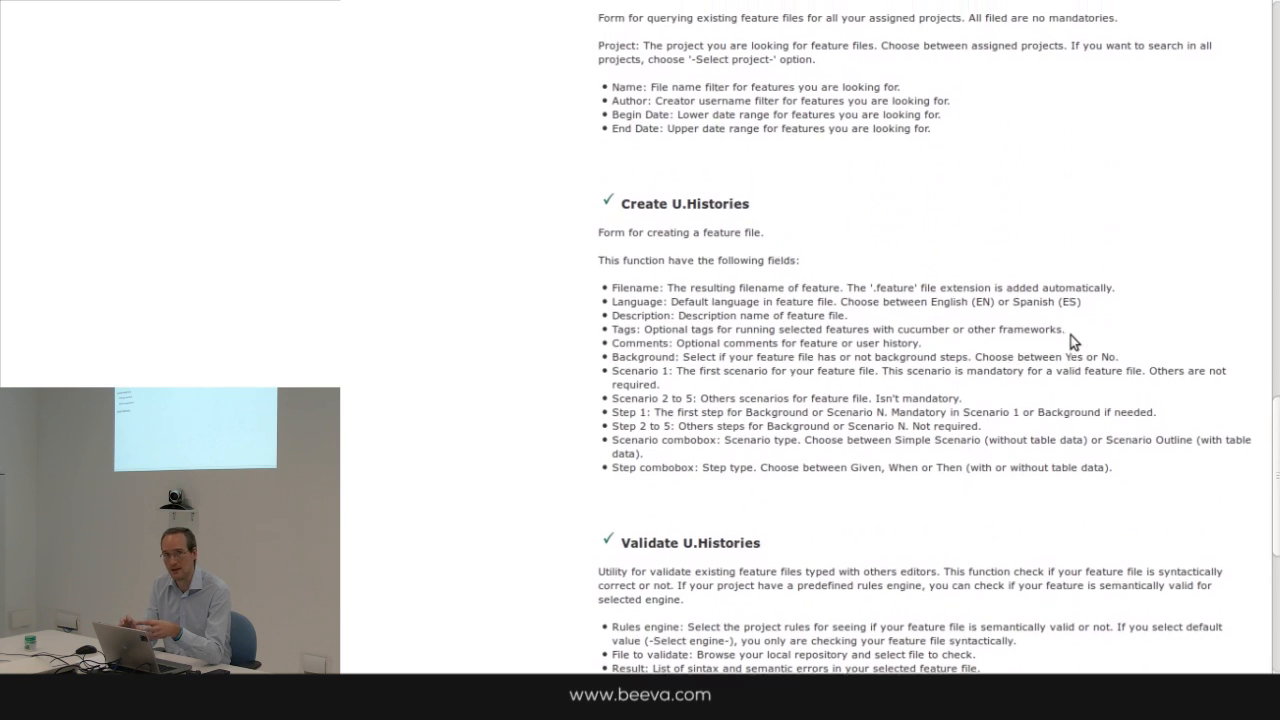 Form for querying existing feature files for all your assigned projects. All filed are no mandatories.
Project: The project you are looking for feature files. Choose between assigned projects. If you want to search in all
projects, choose '-Select project-' option.
• Name: File name filter for features you are looking for.
• Author: Creator username filter for features you are looking for.
• Begin Date: Lower date range for features you are looking for.
• End Date: Upper date range for features you are looking for.
✓ Create U.Histories
Form for creating a feature file.
This function have the following fields:
• Filename: The resulting filename of feature. The '.feature' file extension is added automatically.
• Language: Default language in feature file. Choose between English (EN) or Spanish (ES)
• Description: Description name of feature file.
• Tags: Optional tags for running selected features with cucumber or other frameworks.
• Comments: Optional comments for feature or user history.
• Background: Select if your feature file has or not background steps. Choose between Yes or No.
• Scenario 1: The first scenario for your feature file. This scenario is mandatory for a valid feature file. Others are not
required.
• Scenario 2 to 5: Others scenarios for feature file. Isn't mandatory.
• Step 1: The first step for Background or Scenario N. Mandatory in Scenario 1 or Background if needed.
• Step 2 to 5: Others steps for Background or Scenario N. Not required.
• Scenario combobox: Scenario type. Choose between Simple Scenario (without table data) or Scenario Outline (with table
data).
• Step combobox: Step type. Choose between Given, When or Then (with or without table data).
✓ Validate U.Histories
Utility for validate existing feature files typed with others editors. This function check if your feature file is syntactically
correct or not. If your project have a predefined rules engine, you can check if your feature is semantically valid for
selected engine.
• Rules engine: Select the project rules for seeing if your feature file is semantically valid or not. If you select default
value (-Select engine-), you only are checking your feature file syntactically.
• File to validate: Browse your local repository and select file to check.
• Result: List of sintax and semantic errors in your selected feature file.
www.beeva.com